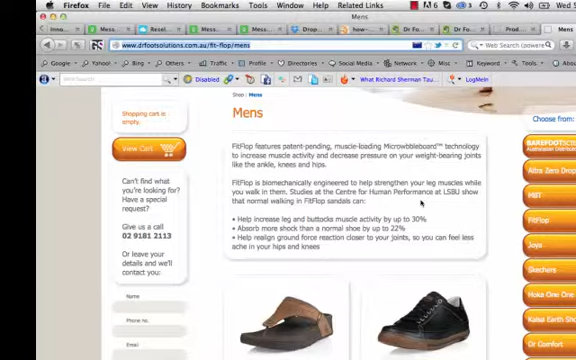 Firefox File Edit View History Bookmarks Tools Window Help Related Links
Mens
www.drfootsolutions.com.au/fit-flop/mens
Search w/Google
Google Yahoo! Bing Others Traffic Profile Directories Social Media Research Domains
Disabled What Richard Sherman Tau... LogMeIn
Shop : Mens
Shopping cart is
empty.
View Cart
Can't find what
you're looking for?
Have a special
request?
Give us a call
02 9181 2113
Or leave your
details and we'll
contact you:
Name
Phone no.
Email
Mens
FitFlop features patent-pending, muscle-loading Microwobbleboard™ technology
to increase muscle activity and decrease pressure on your weight-bearing joints
like the ankle, knees and hips.
FitFlop is biomechanically engineered to help strengthen your leg muscles while
you walk in them. Studies at the Centre for Human Performance at LSBU show
that normal walking in FitFlop sandals can:
• Help increase leg and buttocks muscle activity by up to 30%
• Absorb more shock than a normal shoe by up to 22%
• Help realign ground force reaction closer to your joints, so you can feel less
ache in your hips and knees
Choose from:
Altra Zero Drop
MBT
FitFlop
Joya
Skechers
Hoka One One
Kalso Earth Sho
Dr Comfort